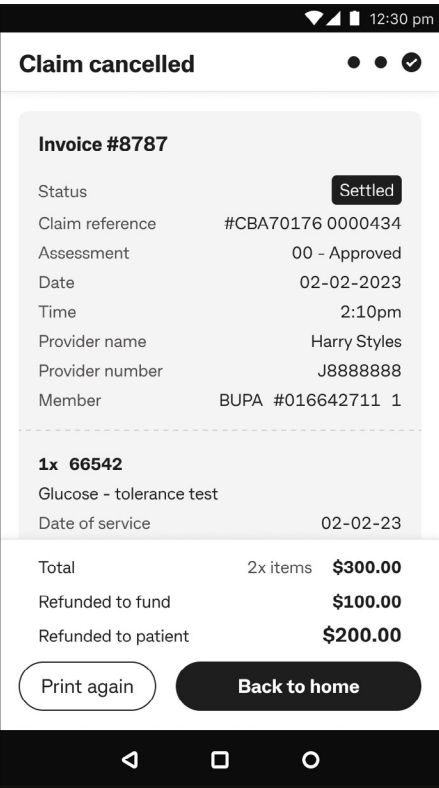 12:30 pm
Claim cancelled
Invoice #8787
Status Settled
Claim reference #CBA70176 0000434
Assessment 00 - Approved
Date 02-02-2023
Time 2:10pm
Provider name Harry Styles
Provider number J8888888
Member BUPA #016642711 1
1x 66542
Glucose - tolerance test
Date of service 02-02-23
Total 2x items $300.00
Refunded to fund $100.00
Refunded to patient $200.00
Print again Back to home